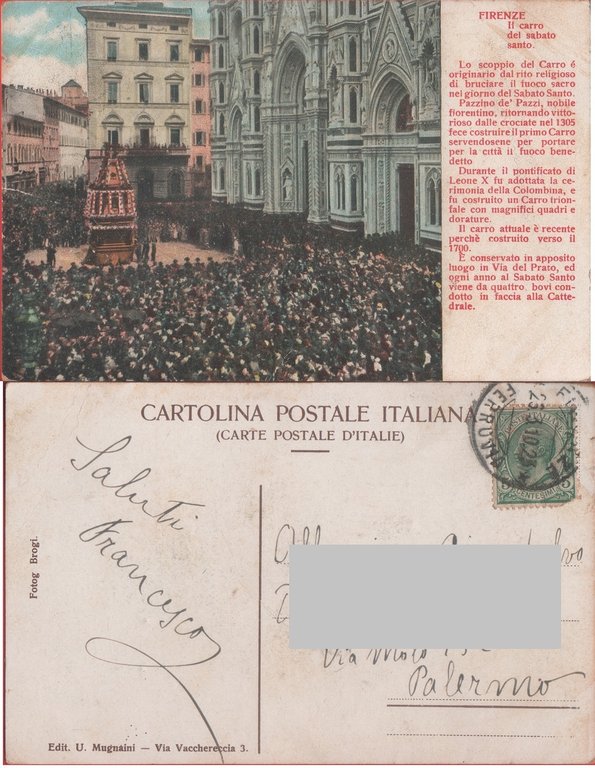 FIRENZE
Il carro
del sabato
santo.
Lo scoppio del Carro é
originario dal rito religioso
di bruciare il fuoco sacro
nel giorno del Sabato Santo.
Pazzino de' Pazzi, nobile
fiorentino, ritornando vitto-
rioso dalle crociate nel 1305
fece costruire il primo Carro
servendosene per portare
per la città il fuoco bene-
detto
Durante il pontificato di
Leone X fu adottata la ce-
rimonia della Colombina, e
fu costruito un Carro trion-
fale con magnifici quadri e
dorature.
Il carro attuale è recente
perchè costruito verso il
1700.
È conservato in apposito
luogo in Via del Prato, ed
ogni anno al Sabato Santo
viene da quattro bovi con-
dotto in faccia alla Catte-
drale.
CARTOLINA POSTALE ITALIANA
(CARTE POSTALE D'ITALIE)
FERROVIA
CENTESIMI
Saluti
Francesco
Fotog Brogi.
Via
Palermo
Edit. U. Mugnaini — Via Vacchereccia 3.